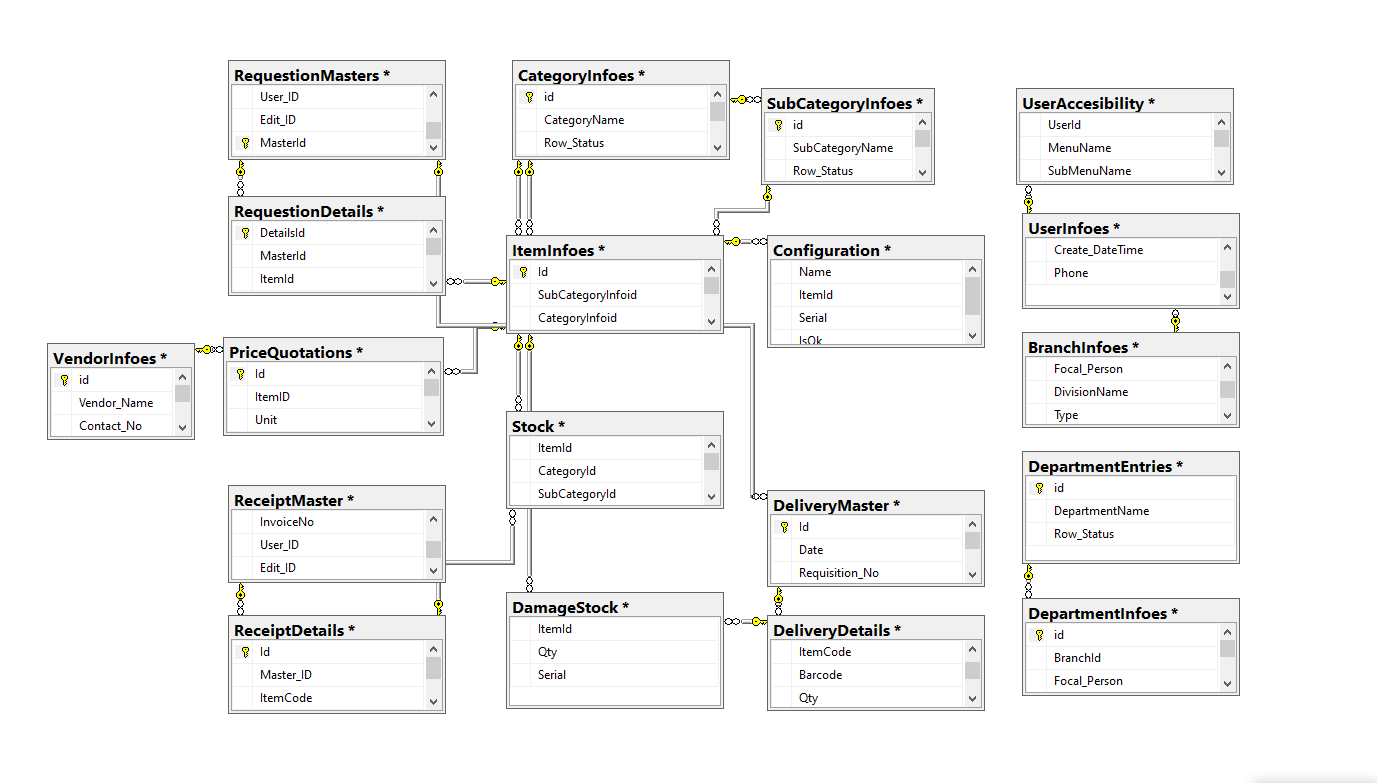 RequestionMasters *
User_ID
Edit_ID
MasterId
CategoryInfoes *
id
CategoryName
Row_Status
SubCategoryInfoes *
id
SubCategoryName
Row_Status
UserAccesibility *
UserId
MenuName
SubMenuName
RequestionDetails *
DetailsId
MasterId
ItemId
ItemInfoes *
Id
SubCategoryInfoid
CategoryInfoid
Configuration *
Name
ItemId
Serial
IsOk
UserInfoes *
Create_DateTime
Phone
VendorInfoes *
id
Vendor_Name
Contact_No
PriceQuotations *
Id
ItemID
Unit
BranchInfoes *
Focal_Person
DivisionName
Type
Stock *
ItemId
CategoryId
SubCategoryId
ReceiptMaster *
InvoiceNo
User_ID
Edit_ID
DeliveryMaster *
Id
Date
Requisition_No
DepartmentEntries *
id
DepartmentName
Row_Status
ReceiptDetails *
Id
Master_ID
ItemCode
DamageStock *
ItemId
Qty
Serial
DeliveryDetails *
ItemCode
Barcode
Qty
DepartmentInfoes *
id
BranchId
Focal_Person